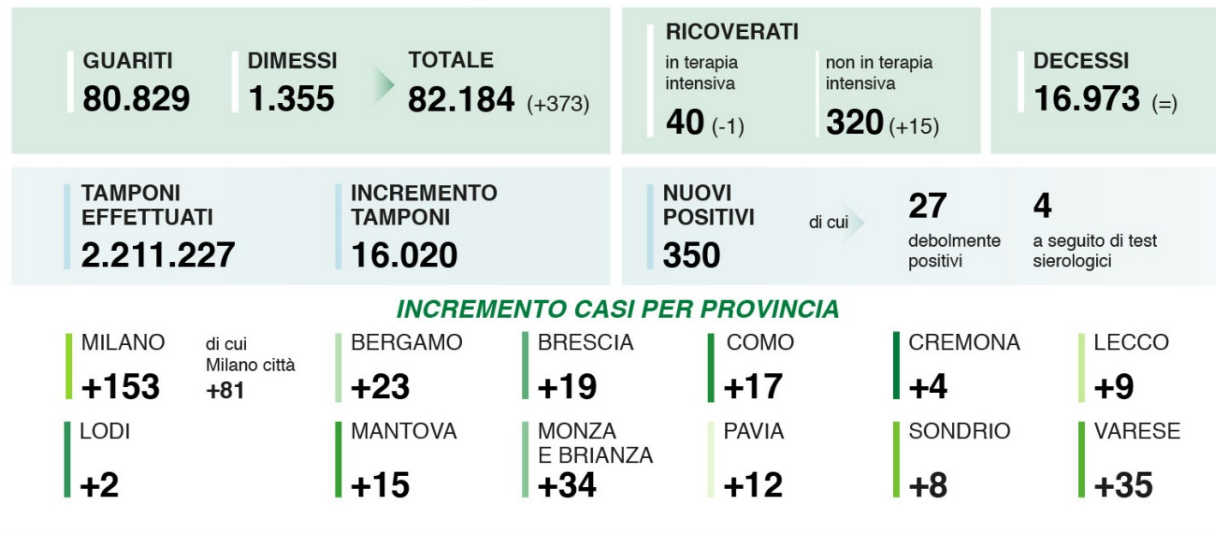 GUARITI
80.829
DIMESSI
1.355
TOTALE
82.184 (+373)
RICOVERATI
in terapia
intensiva
40 (-1)
non in terapia
intensiva
320 (+15)
DECESSI
16.973 (=)
TAMPONI
EFFETTUATI
2.211.227
INCREMENTO
TAMPONI
16.020
NUOVI
POSITIVI
350
di cui
27
debolmente
positivi
4
a seguito di test
sierologici
INCREMENTO CASI PER PROVINCIA
MILANO
+153
di cui
Milano città
+81
BERGAMO
+23
BRESCIA
+19
COMO
+17
CREMONA
+4
LECCO
+9
LODI
+2
MANTOVA
+15
MONZA
E BRIANZA
+34
PAVIA
+12
SONDRIO
+8
VARESE
+35